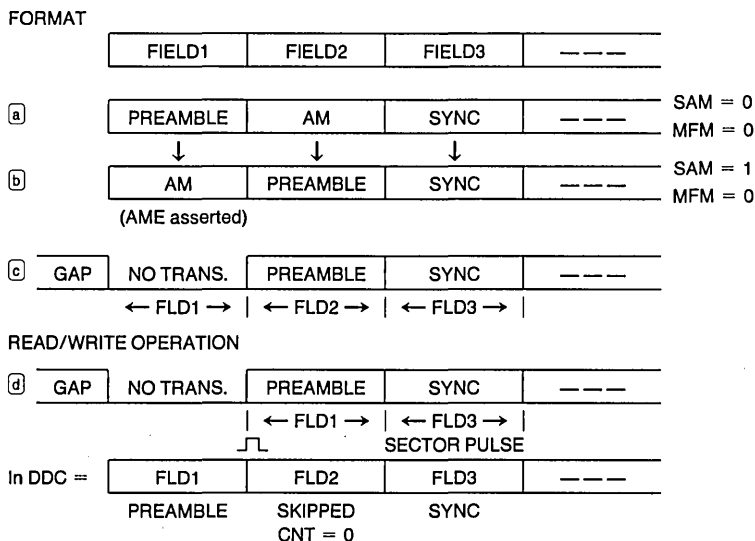 FORMAT
FIELD1 FIELD2 FIELD3 ———
a PREAMBLE AM SYNC ——— SAM = 0
MFM = 0
↓ ↓ ↓
b AM PREAMBLE SYNC ——— SAM = 1
MFM = 0
(AME asserted)
c GAP NO TRANS. PREAMBLE SYNC ———
← FLD1 → | ← FLD2 → | ← FLD3 → |
READ/WRITE OPERATION
d GAP NO TRANS. PREAMBLE SYNC ———
← FLD1 → | ← FLD3 → |
SECTOR PULSE
In DDC = FLD1 FLD2 FLD3 ———
PREAMBLE SKIPPED SYNC
CNT = 0